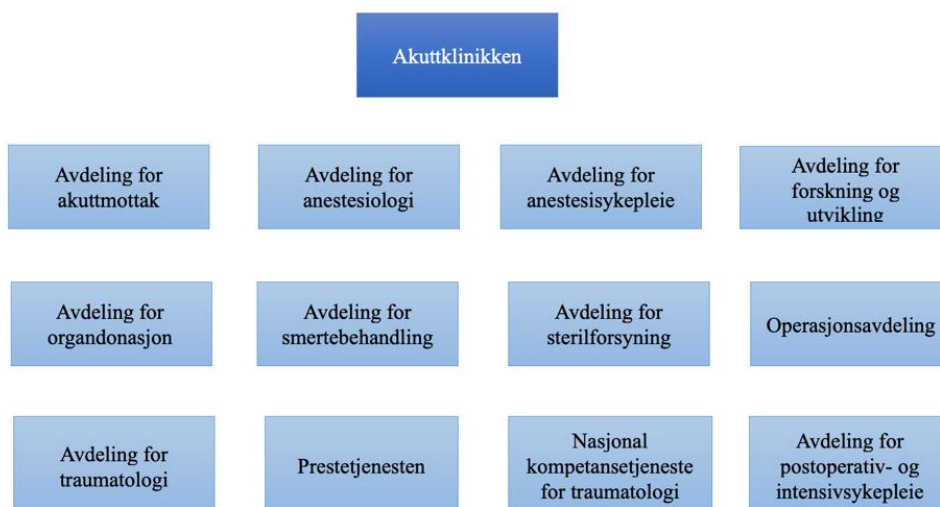 Akuttklinikken
Avdeling for
akuttmottak
Avdeling for
anestesiologi
Avdeling for
anestesisykepleie
Avdeling for
forskning og
utvikling
Avdeling for
organdonasjon
Avdeling for
smertebehandling
Avdeling for
sterilforsyning
Operasjonsavdeling
Avdeling for
traumatologi
Prestetjenesten
Nasjonal
kompetansetjeneste
for traumatologi
Avdeling for
postoperativ- og
intensivsykepleie